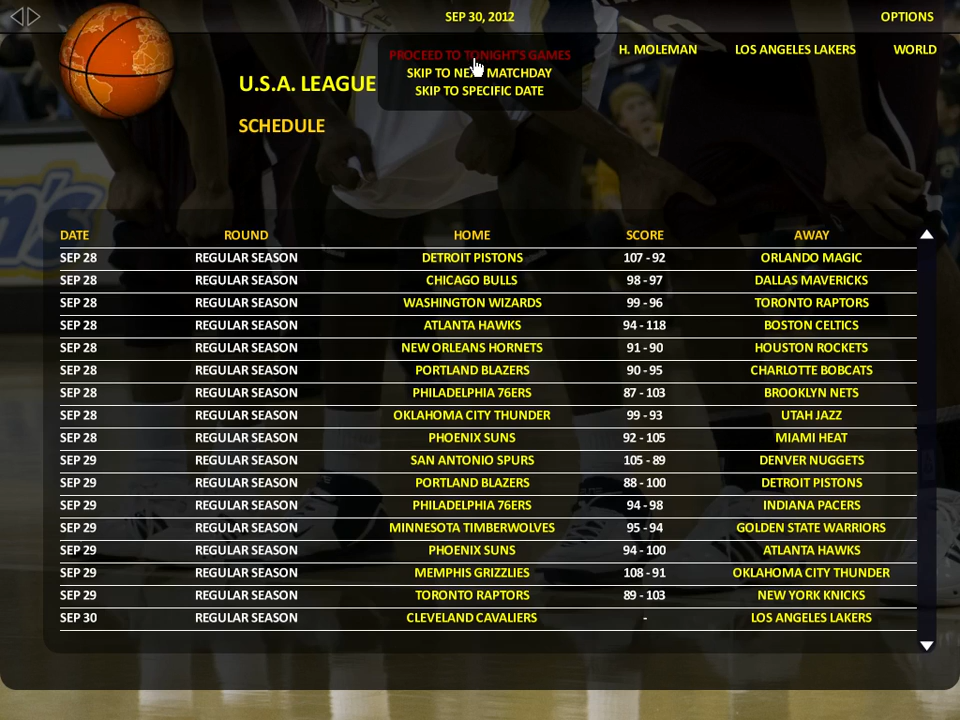 SEP 30, 2012
OPTIONS
PROCEED TO TONIGHT'S GAMES
SKIP TO NEXT MATCHDAY
SKIP TO SPECIFIC DATE
H. MOLEMAN LOS ANGELES LAKERS WORLD
U.S.A. LEAGUE
SCHEDULE
DATE ROUND HOME SCORE AWAY
SEP 28 REGULAR SEASON DETROIT PISTONS 107 - 92 ORLANDO MAGIC
SEP 28 REGULAR SEASON CHICAGO BULLS 98 - 97 DALLAS MAVERICKS
SEP 28 REGULAR SEASON WASHINGTON WIZARDS 99 - 96 TORONTO RAPTORS
SEP 28 REGULAR SEASON ATLANTA HAWKS 94 - 118 BOSTON CELTICS
SEP 28 REGULAR SEASON NEW ORLEANS HORNETS 91 - 90 HOUSTON ROCKETS
SEP 28 REGULAR SEASON PORTLAND BLAZERS 90 - 95 CHARLOTTE BOBCATS
SEP 28 REGULAR SEASON PHILADELPHIA 76ERS 87 - 103 BROOKLYN NETS
SEP 28 REGULAR SEASON OKLAHOMA CITY THUNDER 99 - 93 UTAH JAZZ
SEP 28 REGULAR SEASON PHOENIX SUNS 92 - 105 MIAMI HEAT
SEP 29 REGULAR SEASON SAN ANTONIO SPURS 105 - 89 DENVER NUGGETS
SEP 29 REGULAR SEASON PORTLAND BLAZERS 88 - 100 DETROIT PISTONS
SEP 29 REGULAR SEASON PHILADELPHIA 76ERS 94 - 98 INDIANA PACERS
SEP 29 REGULAR SEASON MINNESOTA TIMBERWOLVES 95 - 94 GOLDEN STATE WARRIORS
SEP 29 REGULAR SEASON PHOENIX SUNS 94 - 100 ATLANTA HAWKS
SEP 29 REGULAR SEASON MEMPHIS GRIZZLIES 108 - 91 OKLAHOMA CITY THUNDER
SEP 29 REGULAR SEASON TORONTO RAPTORS 89 - 103 NEW YORK KNICKS
SEP 30 REGULAR SEASON CLEVELAND CAVALIERS - LOS ANGELES LAKERS